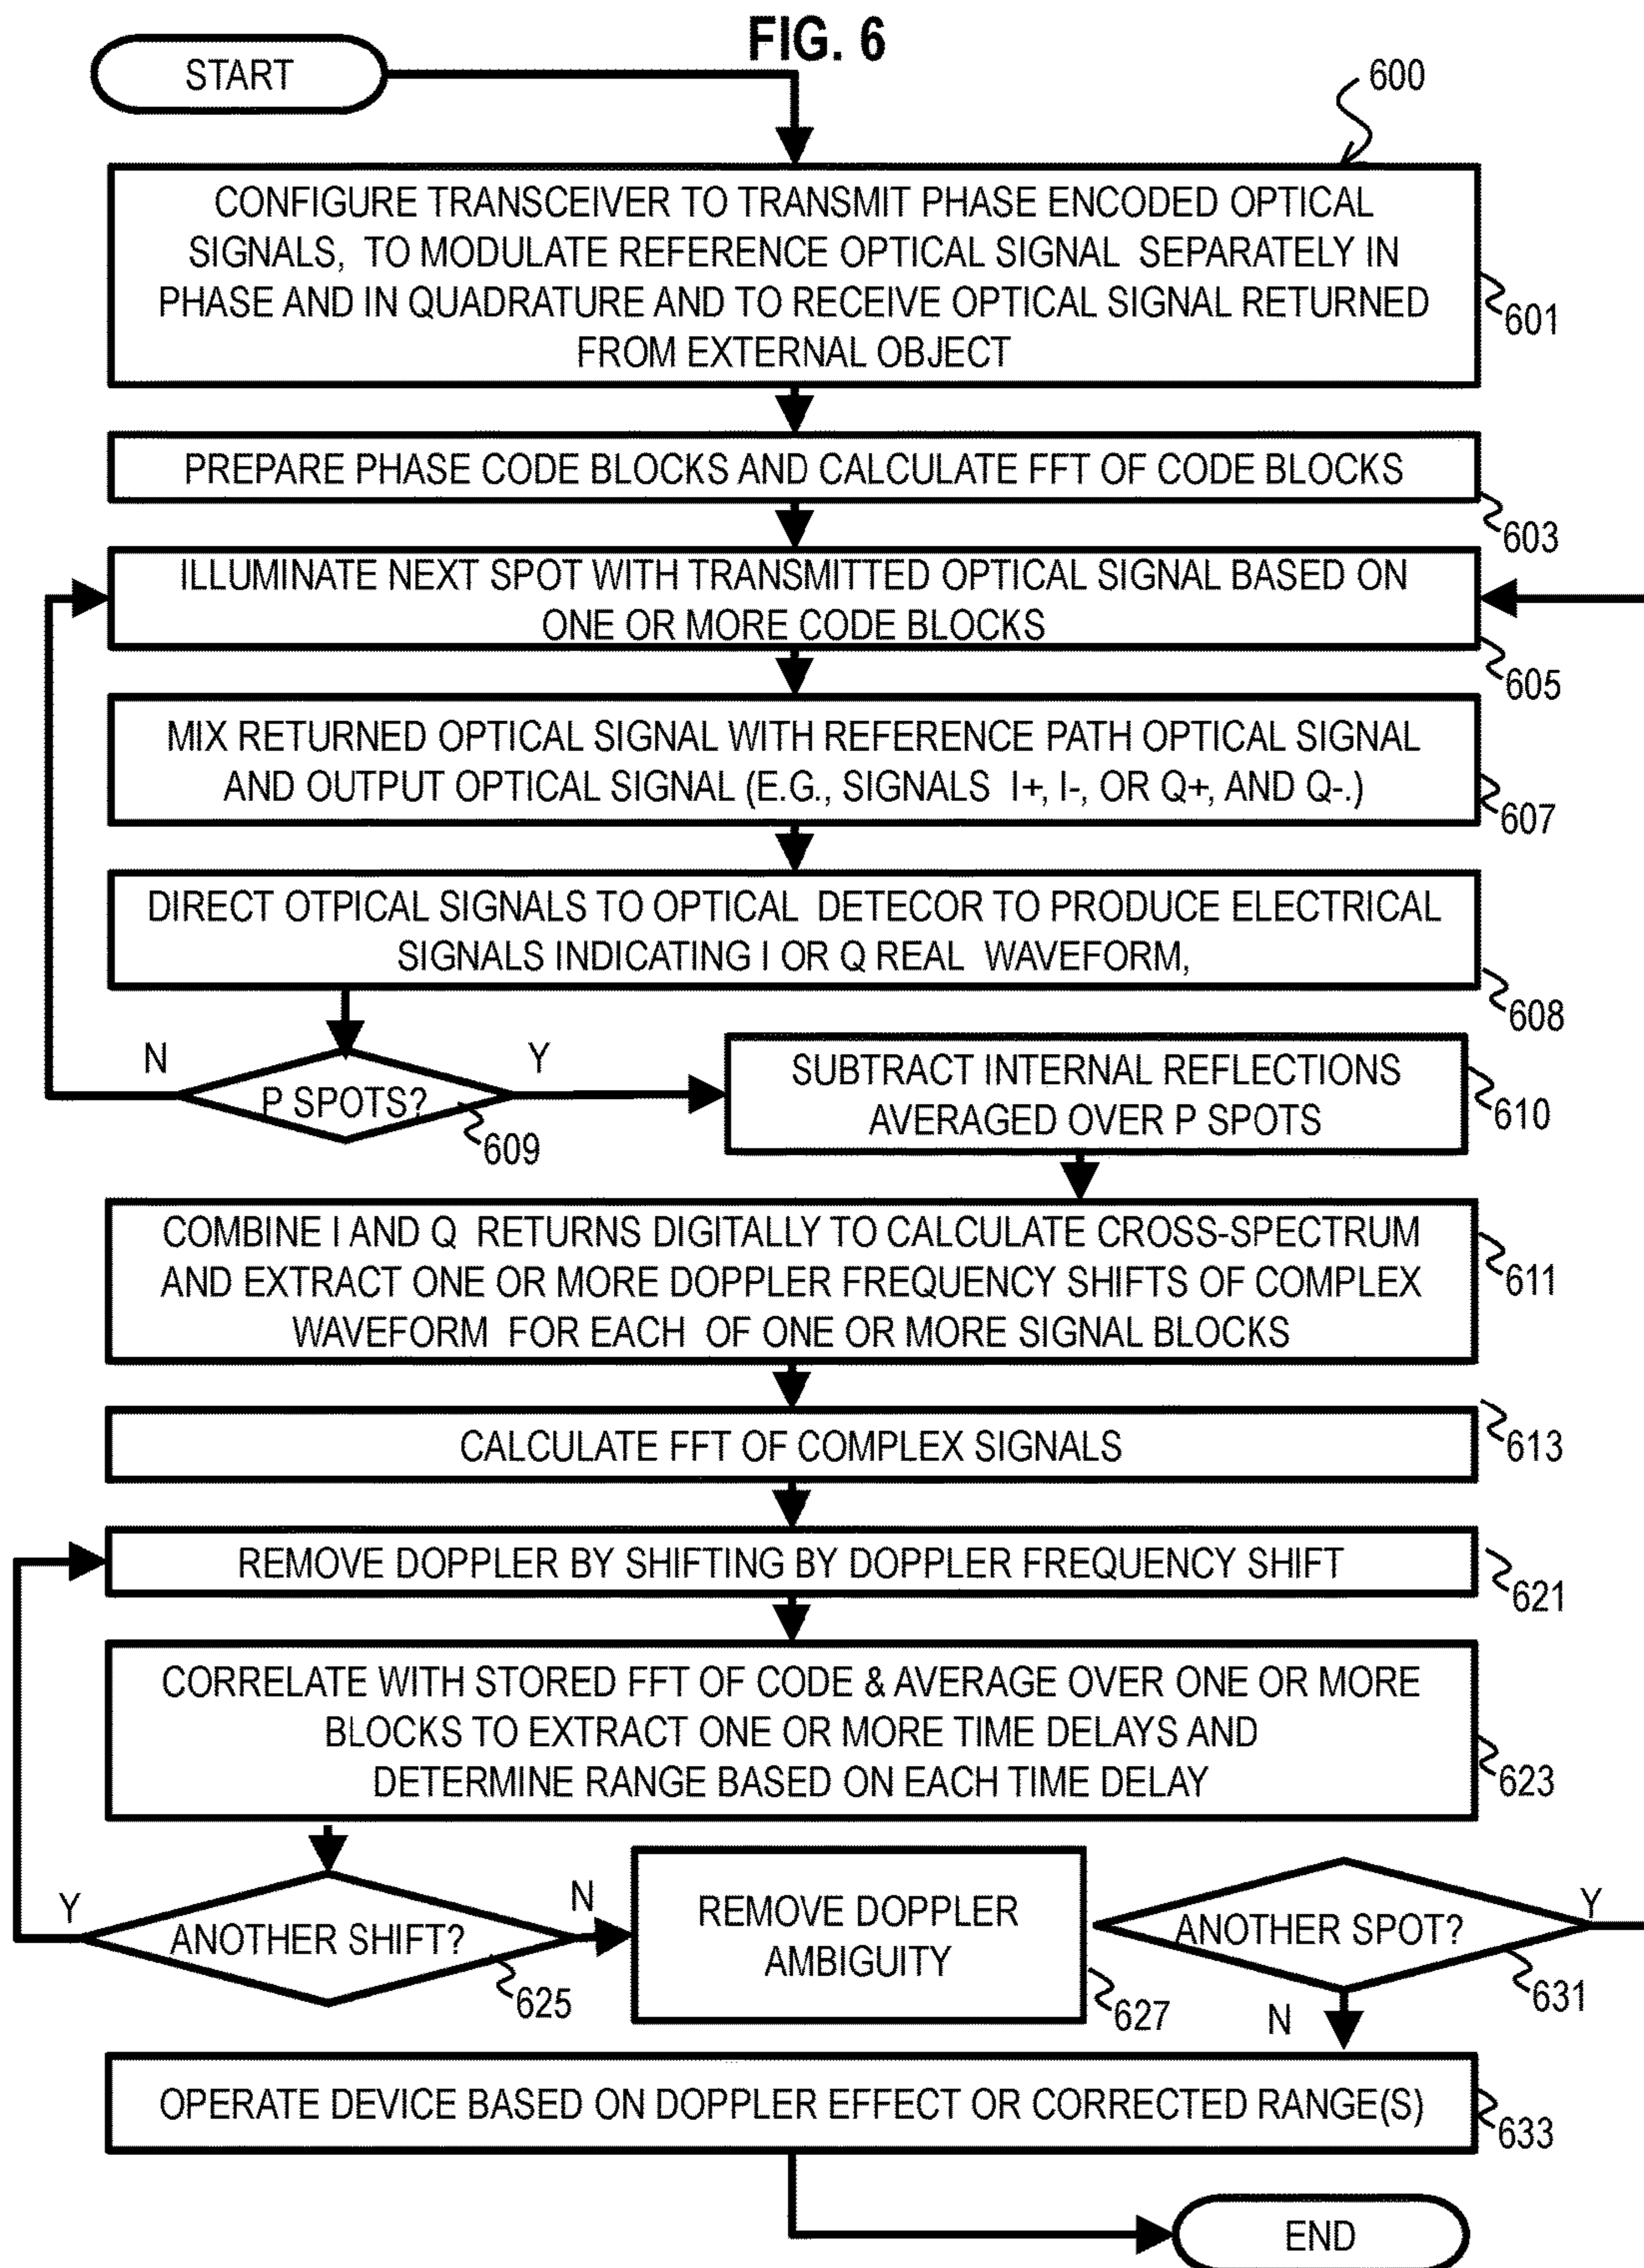 FIG. 6
START
600
CONFIGURE TRANSCEIVER TO TRANSMIT PHASE ENCODED OPTICAL
SIGNALS, TO MODULATE REFERENCE OPTICAL SIGNAL SEPARATELY IN
PHASE AND IN QUADRATURE AND TO RECEIVE OPTICAL SIGNAL RETURNED
FROM EXTERNAL OBJECT
601
PREPARE PHASE CODE BLOCKS AND CALCULATE FFT OF CODE BLOCKS
603
ILLUMINATE NEXT SPOT WITH TRANSMITTED OPTICAL SIGNAL BASED ON
ONE OR MORE CODE BLOCKS
605
MIX RETURNED OPTICAL SIGNAL WITH REFERENCE PATH OPTICAL SIGNAL
AND OUTPUT OPTICAL SIGNAL (E.G., SIGNALS I+, I-, OR Q+, AND Q-.)
607
DIRECT OTPICAL SIGNALS TO OPTICAL DETECOR TO PRODUCE ELECTRICAL
SIGNALS INDICATING I OR Q REAL WAVEFORM,
608
N
P SPOTS?
Y
609
SUBTRACT INTERNAL REFLECTIONS
AVERAGED OVER P SPOTS
610
COMBINE I AND Q RETURNS DIGITALLY TO CALCULATE CROSS-SPECTRUM
AND EXTRACT ONE OR MORE DOPPLER FREQUENCY SHIFTS OF COMPLEX
WAVEFORM FOR EACH OF ONE OR MORE SIGNAL BLOCKS
611
CALCULATE FFT OF COMPLEX SIGNALS
613
REMOVE DOPPLER BY SHIFTING BY DOPPLER FREQUENCY SHIFT
621
CORRELATE WITH STORED FFT OF CODE & AVERAGE OVER ONE OR MORE
BLOCKS TO EXTRACT ONE OR MORE TIME DELAYS AND
DETERMINE RANGE BASED ON EACH TIME DELAY
623
Y
ANOTHER SHIFT?
N
625
REMOVE DOPPLER
AMBIGUITY
627
ANOTHER SPOT?
Y
631
N
OPERATE DEVICE BASED ON DOPPLER EFFECT OR CORRECTED RANGE(S)
633
END